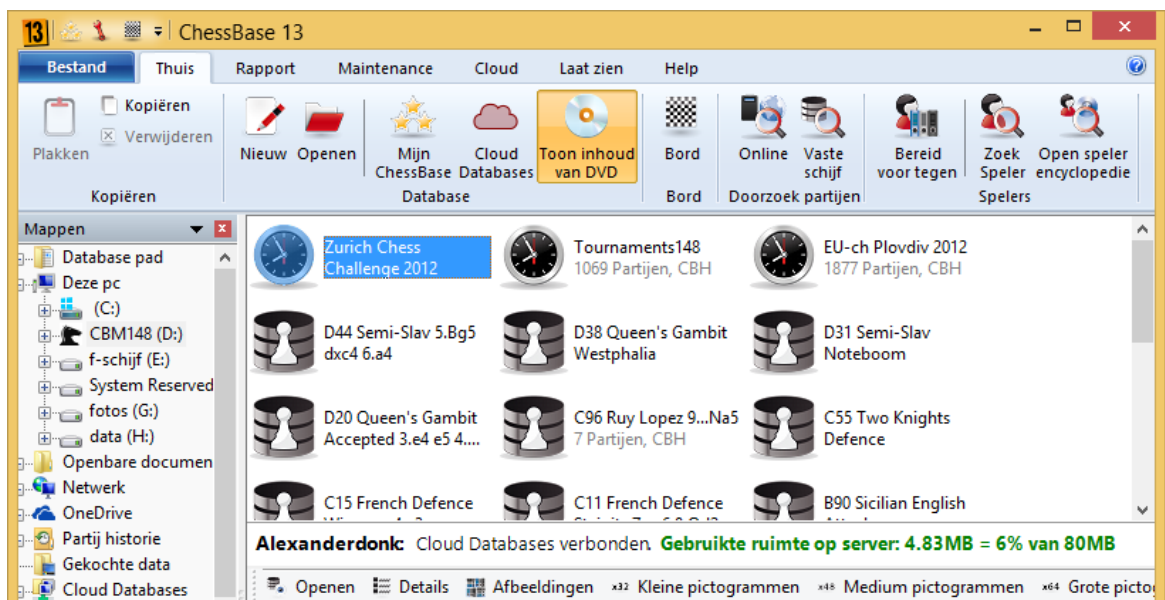 13 ChessBase 13
Bestand Thuis Rapport Maintenance Cloud Laat zien Help
Plakken
Kopiëren
Verwijderen
Kopiëren
Nieuw
Openen
Mijn
ChessBase
Cloud
Databases
Toon inhoud
van DVD
Database
Bord
Bord
Online
Vaste
schijf
Doorzoek partijen
Bereid
voor tegen
Zoek
Speler
Open speler
encyclopedie
Spelers
Mappen
Database pad
Deze pc
(C:)
CBM148 (D:)
f-schijf (E:)
System Reserved
fotos (G:)
data (H:)
Openbare documen
Netwerk
OneDrive
Partij historie
Gekochte data
Cloud Databases
Zurich Chess
Challenge 2012
Tournaments148
1069 Partijen, CBH
EU-ch Plovdiv 2012
1877 Partijen, CBH
D44 Semi-Slav 5.Bg5
dxc4 6.a4
D38 Queen's Gambit
Westphalia
D31 Semi-Slav
Noteboom
D20 Queen's Gambit
Accepted 3.e4 e5 4....
C96 Ruy Lopez 9...Na5
7 Partijen, CBH
C55 Two Knights
Defence
C15 French Defence
C11 French Defence
B90 Sicilian English
Alexanderdonk: Cloud Databases verbonden. Gebruikte ruimte op server: 4.83MB = 6% van 80MB
Openen Details Afbeeldingen x32 Kleine pictogrammen x48 Medium pictogrammen x64 Grote picto